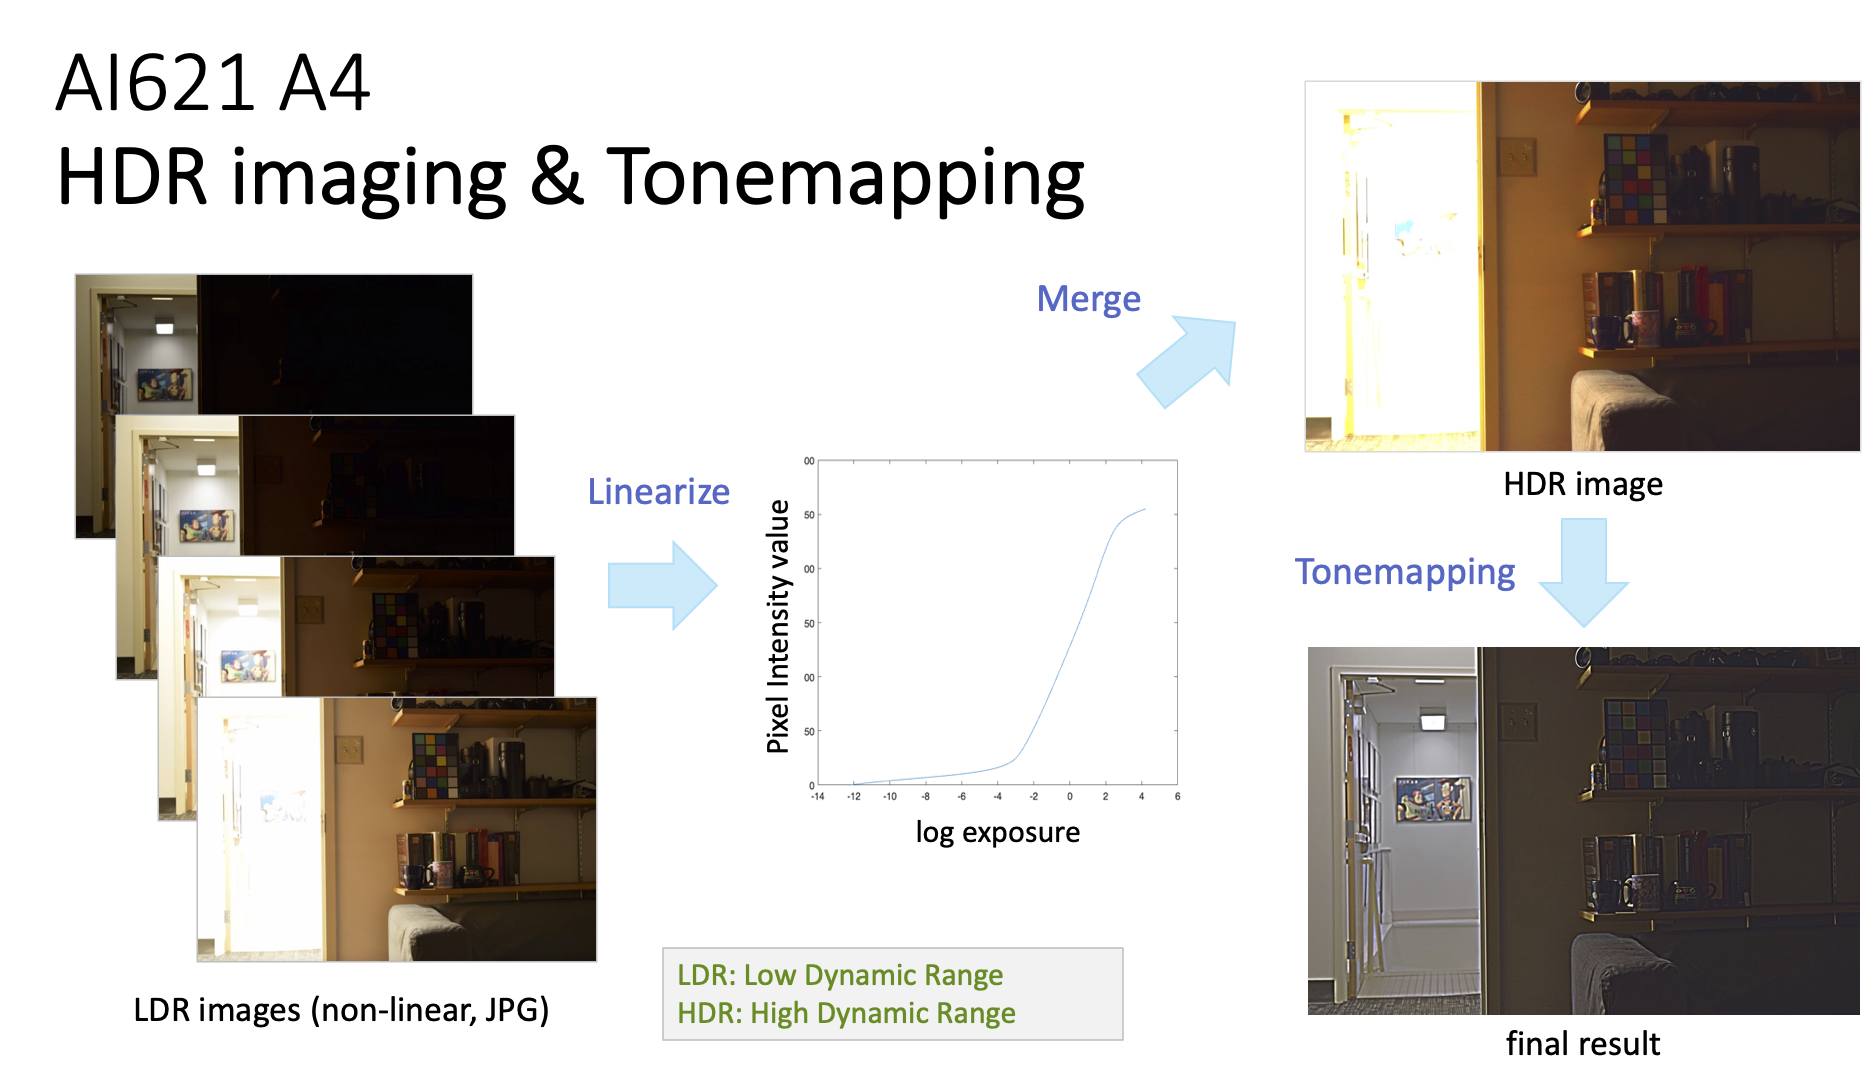 AI621 A4
HDR imaging & Tonemapping
Linearize
Merge
Pixel Intensity value
00
50
00
50
00
50
0
-14 -12 -10 -8 -6 -4 -2 0 2 4 6
log exposure
HDR image
Tonemapping
final result
LDR images (non-linear, JPG)
LDR: Low Dynamic Range
HDR: High Dynamic Range